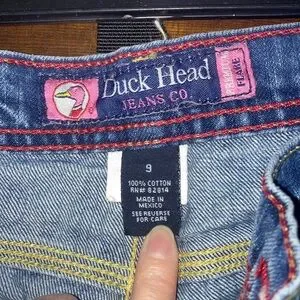 Duck Head
JEANS CO.
FLARE
9
100% COTTON
RN# 82814
MADE IN
MEXICO
SEE REVERSE
FOR CARE